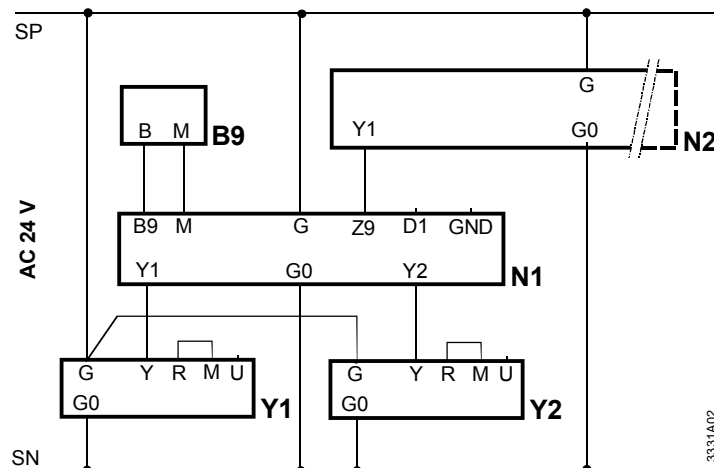 SP
G
B M B9
Y1 G0 N2
AC 24 V
B9 M G Z9 D1 GND
Y1 G0 Y2 N1
G Y R M U
G0 Y1
G Y R M U
G0 Y2
SN
3331A02